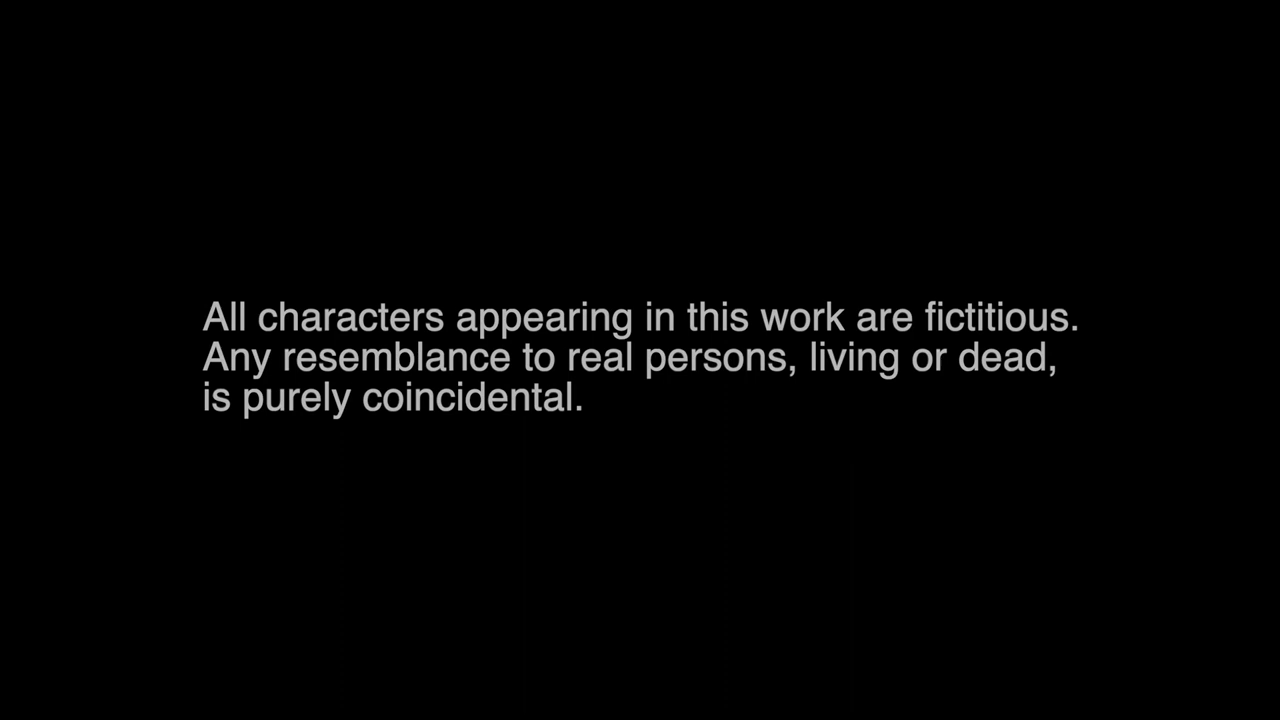 All characters appearing in this work are fictitious.
Any resemblance to real persons, living or dead,
is purely coincidental.